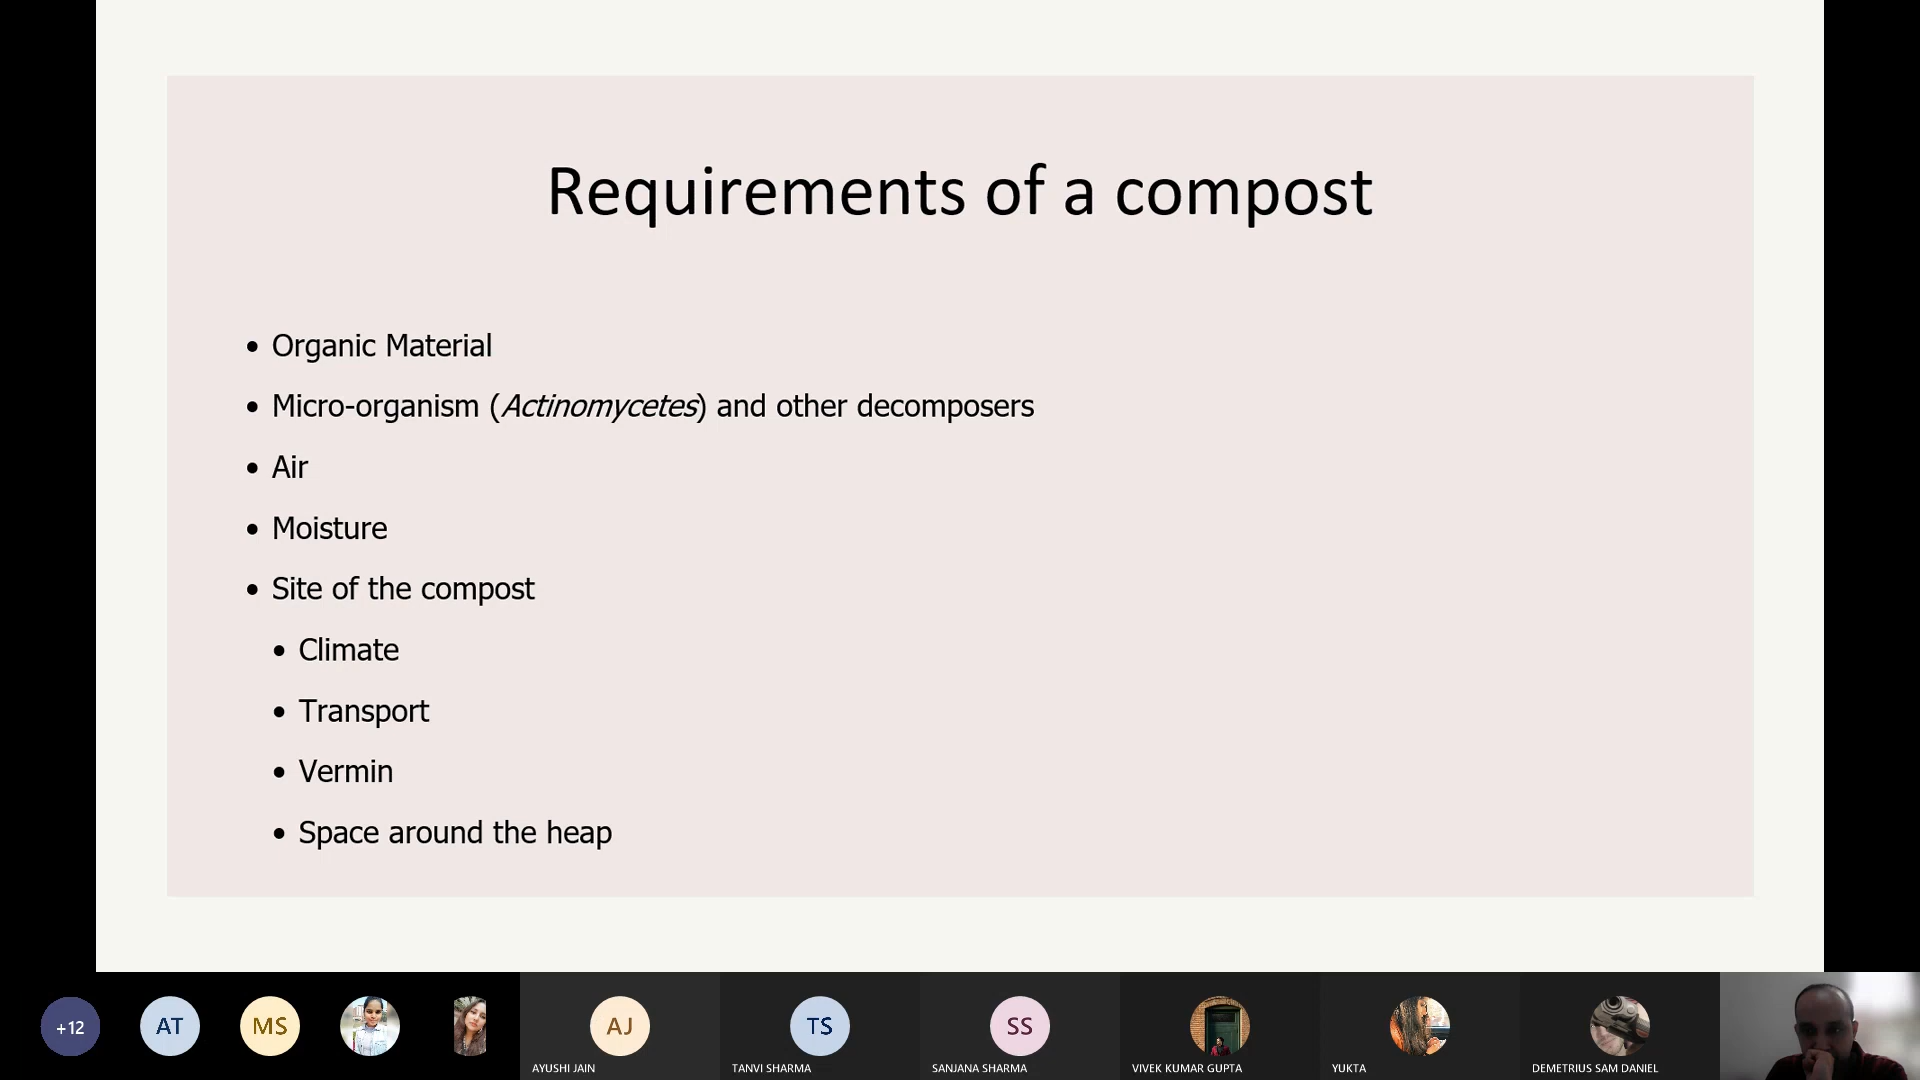 Requirements of a compost
• Organic Material
• Micro-organism (Actinomycetes) and other decomposers
• Air
• Moisture
• Site of the compost
• Climate
• Transport
• Vermin
• Space around the heap
+12
AT
MS
AJ
TS
SS
AYUSHI JAIN
TANVI SHARMA
SANJANA SHARMA
VIVEK KUMAR GUPTA
YUKTA
DEMETRIUS SAM DANIEL